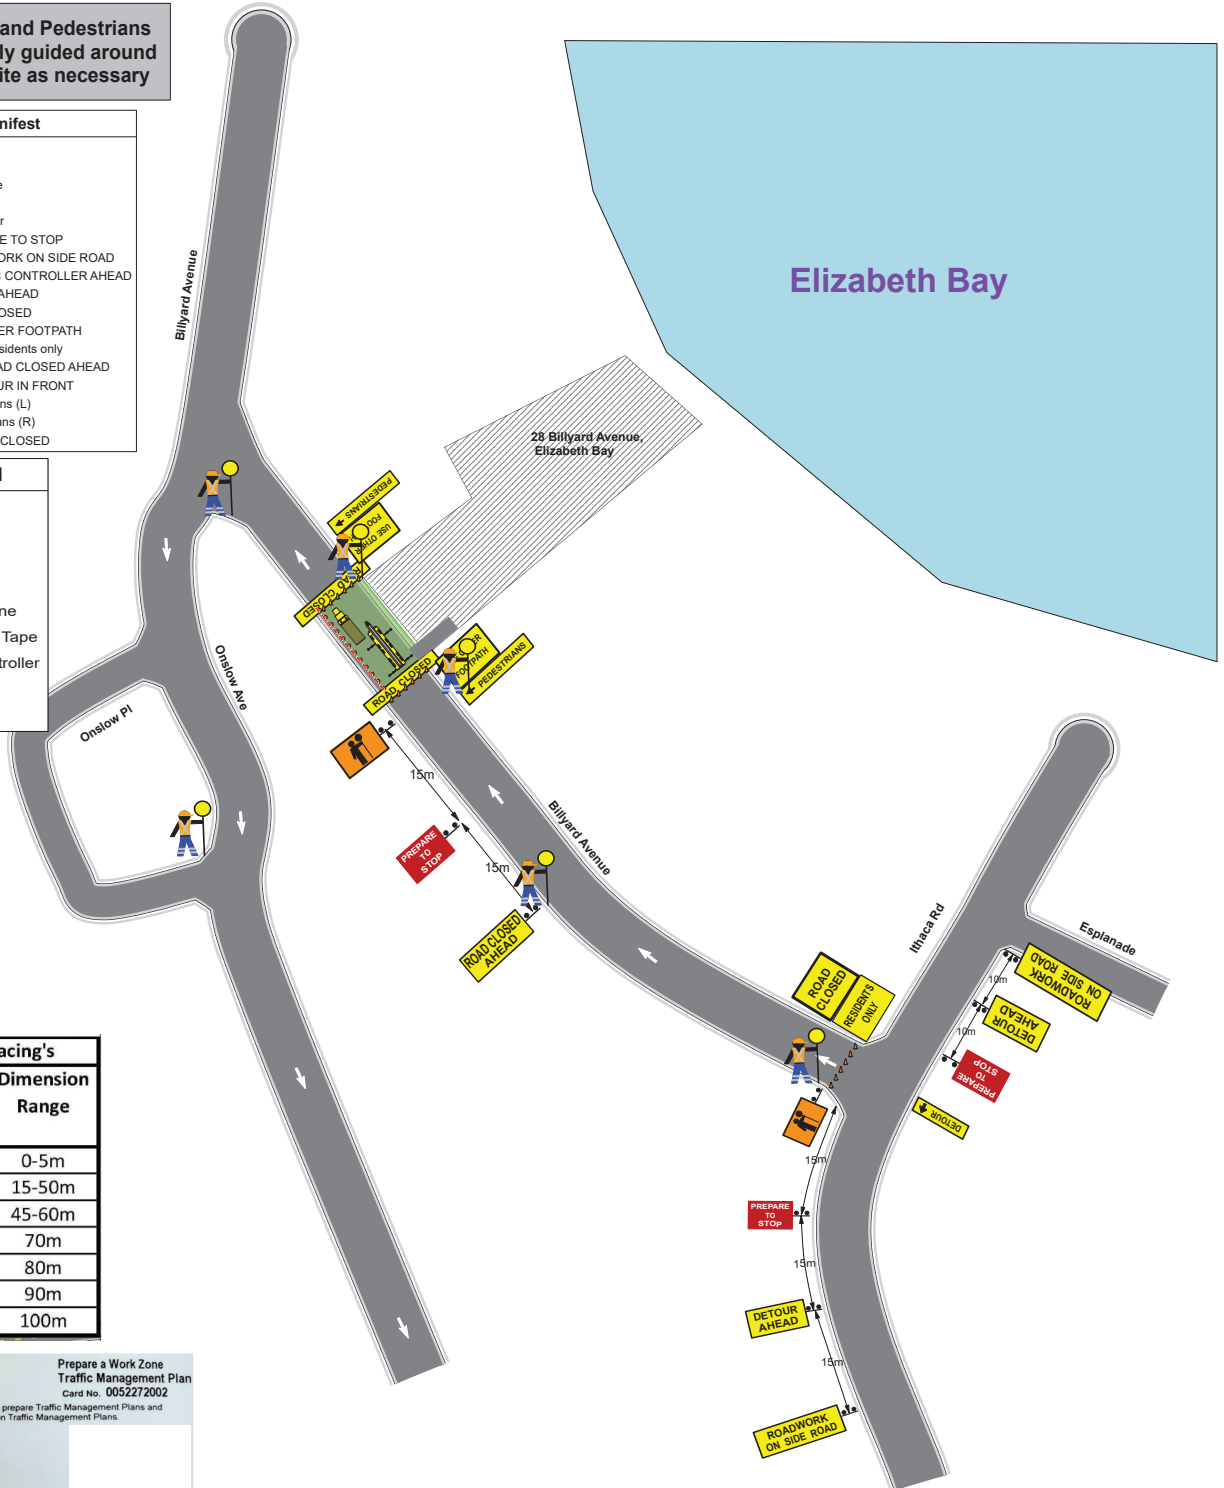 and Pedestrians
ly guided around
ite as necessary
nifest
e
r
E TO STOP
ORK ON SIDE ROAD
C CONTROLLER AHEAD
AHEAD
OSED
ER FOOTPATH
sidents only
AD CLOSED AHEAD
UR IN FRONT
ns (L)
ans (R)
CLOSED
ne
Tape
troller
Billyard Avenue
Elizabeth Bay
28 Billyard Avenue,
Elizabeth Bay
PEDESTRIANS
USE OTHER
FOO
ROAD CLOSED
ER
FOOTPATH
PEDESTRIANS
ROAD CLOSED
Onslow Ave
Onslow Pl
15m
PREPARE
TO
STOP
15m
ROAD CLOSED
AHEAD
Billyard Avenue
Ithaca Rd
Esplanade
ROAD
CLOSED
RESIDENTS
ONLY
ROADWORK
ON SIDE ROAD
10m
DETOUR
AHEAD
10m
PREPARE
TO
STOP
DETOUR
15m
PREPARE
TO
STOP
15m
DETOUR
AHEAD
15m
ROADWORK
ON SIDE ROAD
acing's
Dimension
Range
0-5m
15-50m
45-60m
70m
80m
90m
100m
Prepare a Work Zone
Traffic Management Plan
Card No. 0052272002
prepare Traffic Management Plans and
n Traffic Management Plans.